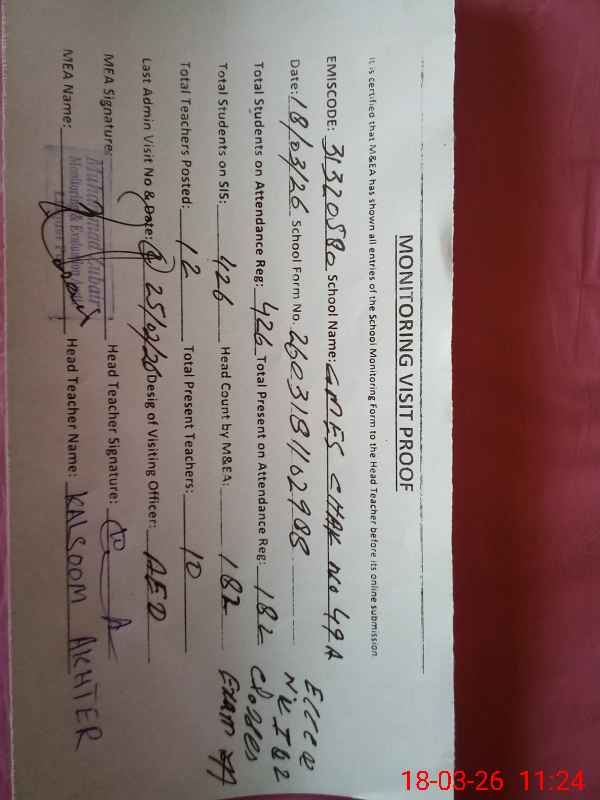 MONITORING VISIT PROOF
It is certified that M&EA has shown all entries of the School Monitoring Form to the Head Teacher before its online submission
EMISCODE: 31320580 School Name: GMES CHAK NO 49A
Date: 18/03/26 School Form No. 2603181102988
Total Students on Attendance Reg: 426 Total Present on Attendance Reg: 182
Total Students on SIS: 426 Head Count by M&EA: 182
Total Teachers Posted: 12 Total Present Teachers: 10
Last Admin Visit No & Date: 25/02/26 Desig of Visiting Officer: AEO
MEA Signature: Head Teacher Signature:
MEA Name: Head Teacher Name: KALSOOM AKHTER
Muhammad
Monitoring & Evaluation
Exam
18-03-26 11:24